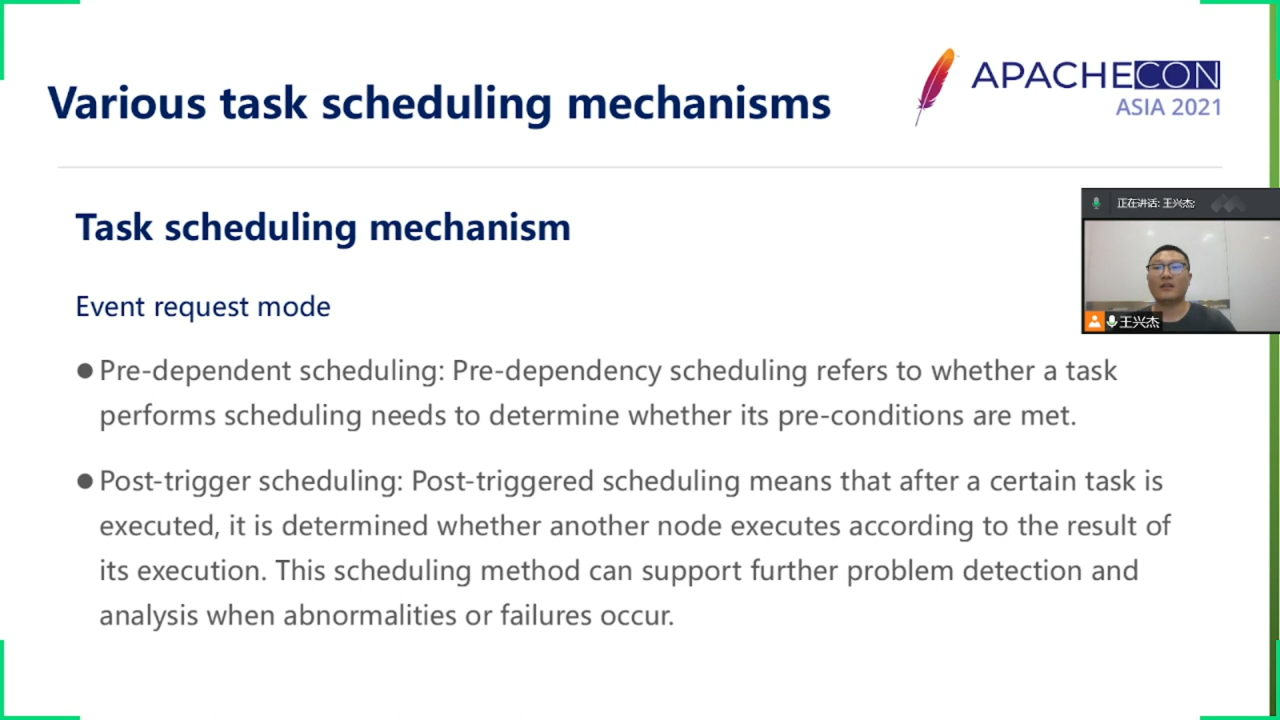 Various task scheduling mechanisms
APACHECON
ASIA 2021
Task scheduling mechanism
正在讲话: 王兴杰;
王兴杰
Event request mode
●Pre-dependent scheduling: Pre-dependency scheduling refers to whether a task
performs scheduling needs to determine whether its pre-conditions are met.
●Post-trigger scheduling: Post-triggered scheduling means that after a certain task is
executed, it is determined whether another node executes according to the result of
its execution. This scheduling method can support further problem detection and
analysis when abnormalities or failures occur.